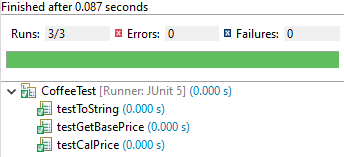 Finished after 0.087 seconds
Runs: 3/3 Errors: 0 Failures: 0
CoffeeTest [Runner: JUnit 5] (0.000 s)
testToString (0.000 s)
testGetBasePrice (0.000 s)
testCalPrice (0.000 s)